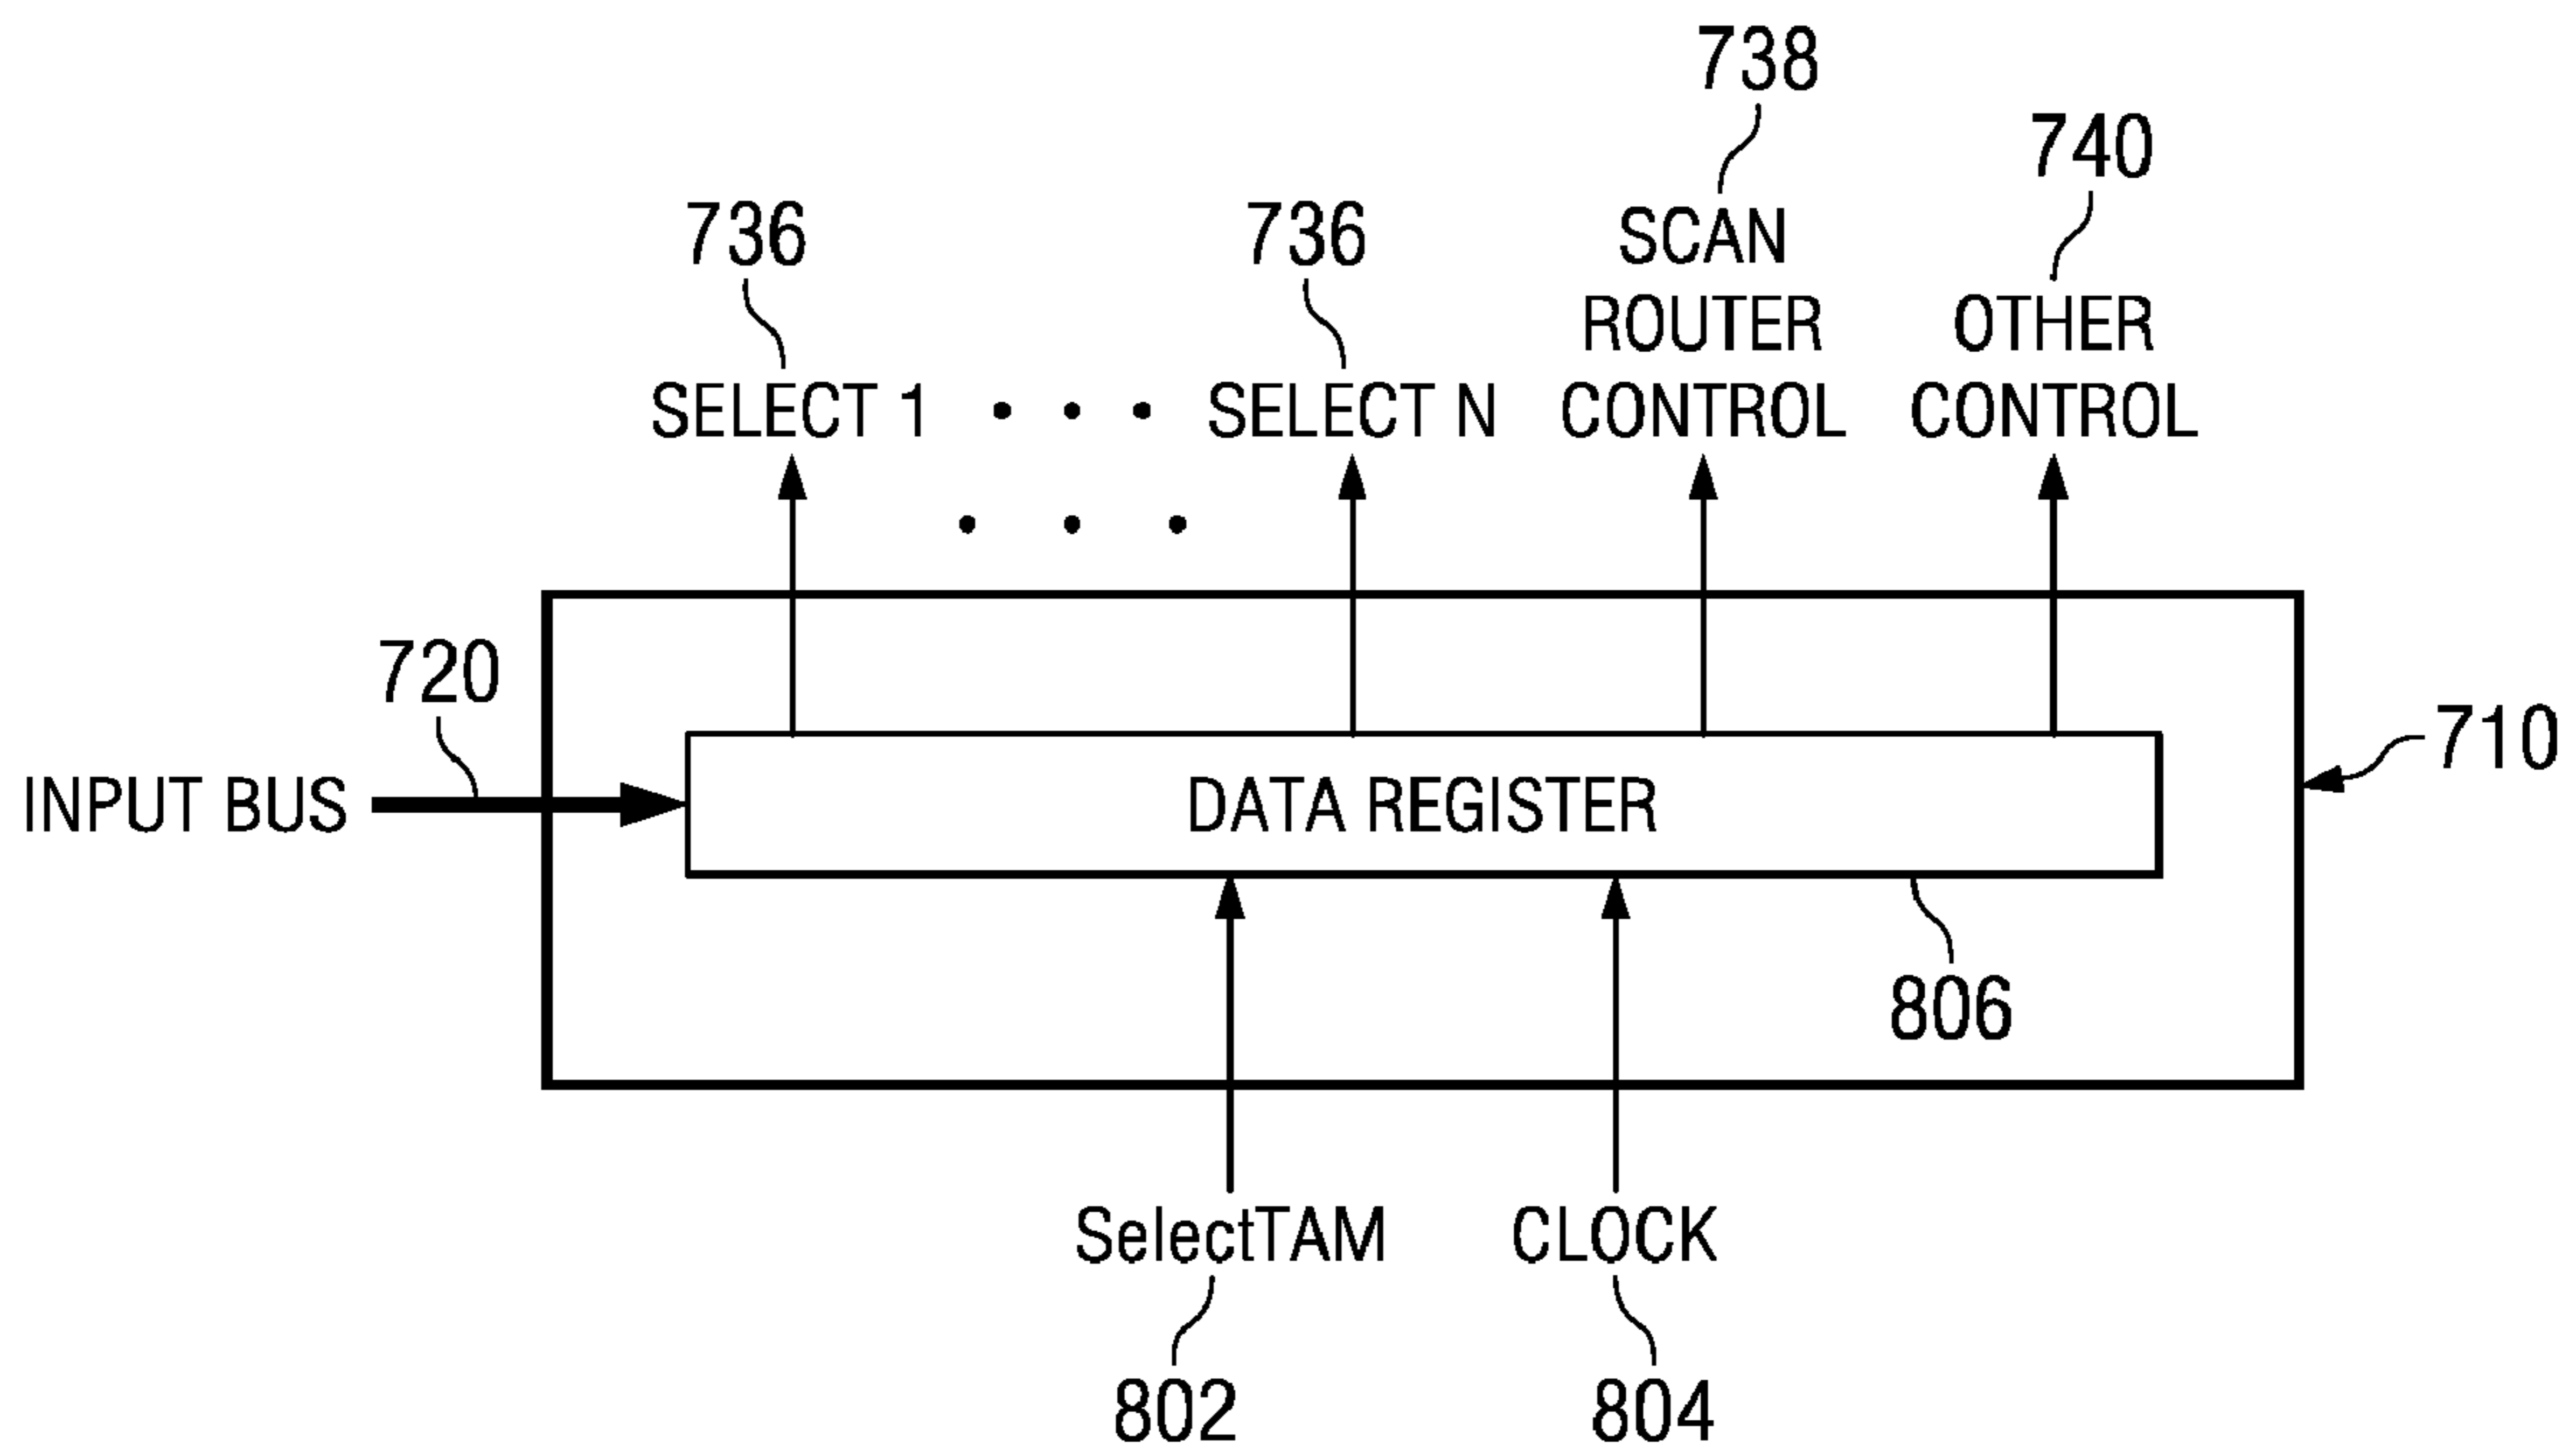 738
740
736
736
SCAN
ROUTER
CONTROL
OTHER
CONTROL
SELECT 1 • • • SELECT N
• • •
720
710
INPUT BUS
DATA REGISTER
806
SelectTAM
CLOCK
802
804